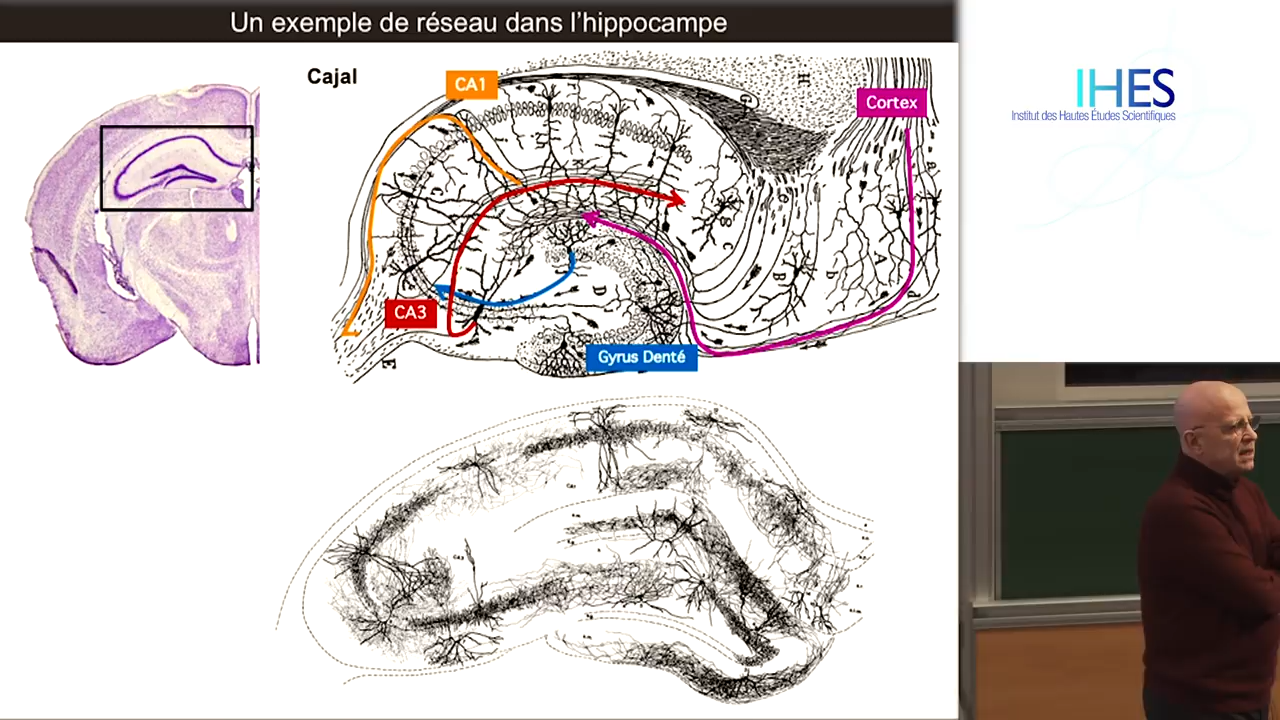 Un exemple de réseau dans l'hippocampe
Cajal
CA1
Cortex
CA3
Gyrus Denté
IHES
Institut des Hautes Études Scientifiques
H
G
A
B
C
D
b
d